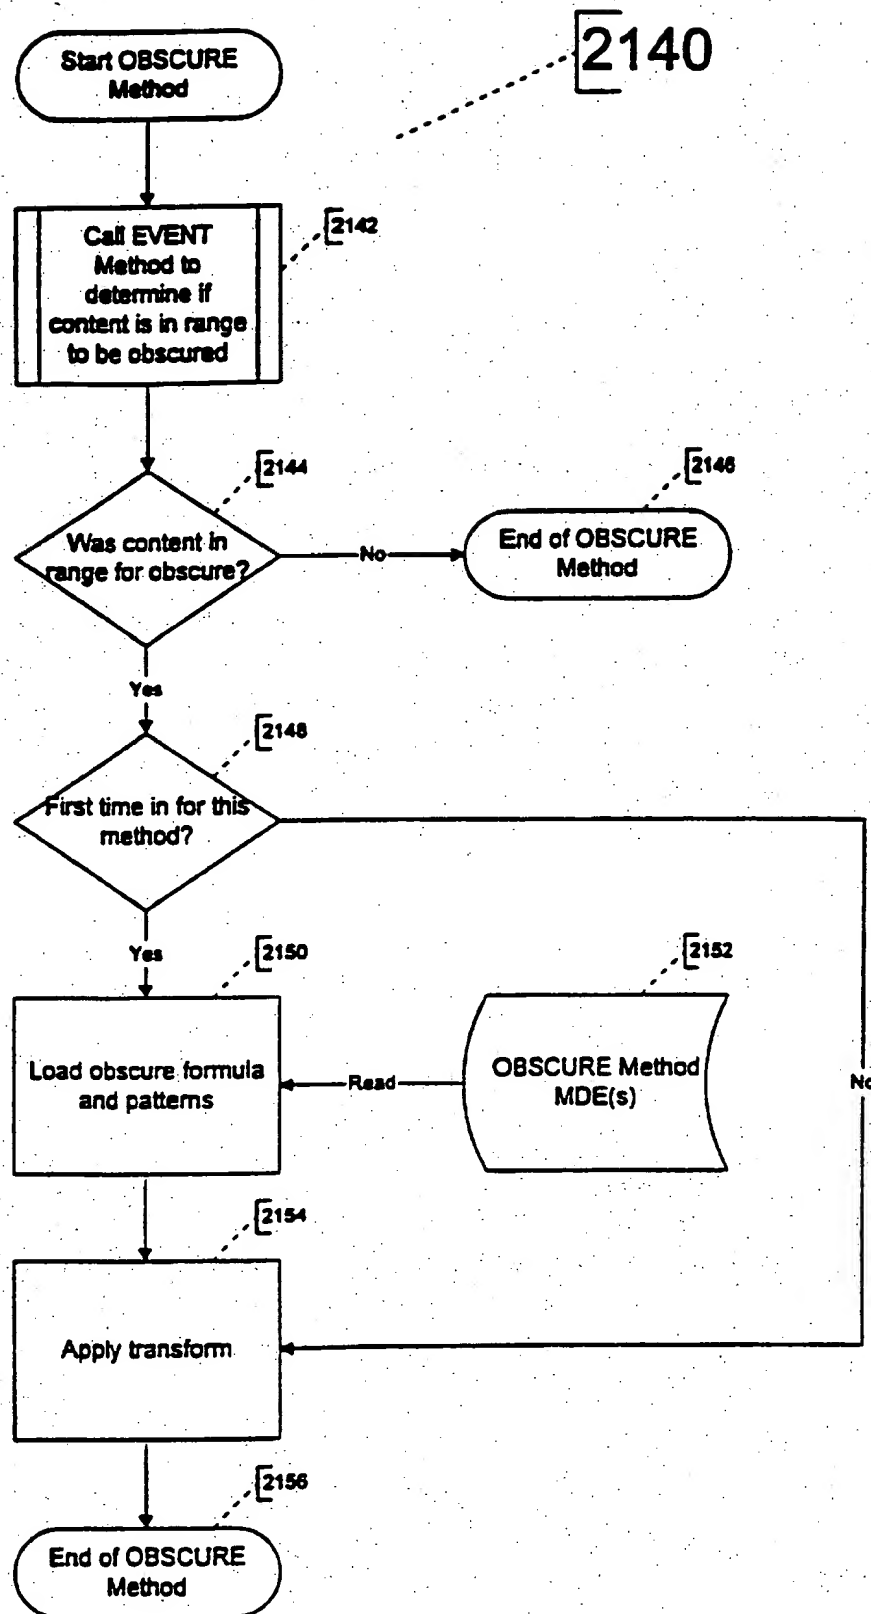 2140
Start OBSCURE
Method
2142
Call EVENT
Method to
determine if
content is in range
to be obscured
2144
2146
Was content in
range for obscure?
No
End of OBSCURE
Method
Yes
2148
First time in for this
method?
Yes
2150
2152
Load obscure formula
and patterns
Read
OBSCURE Method
MDE(s)
No
2154
Apply transform
2156
End of OBSCURE
Method